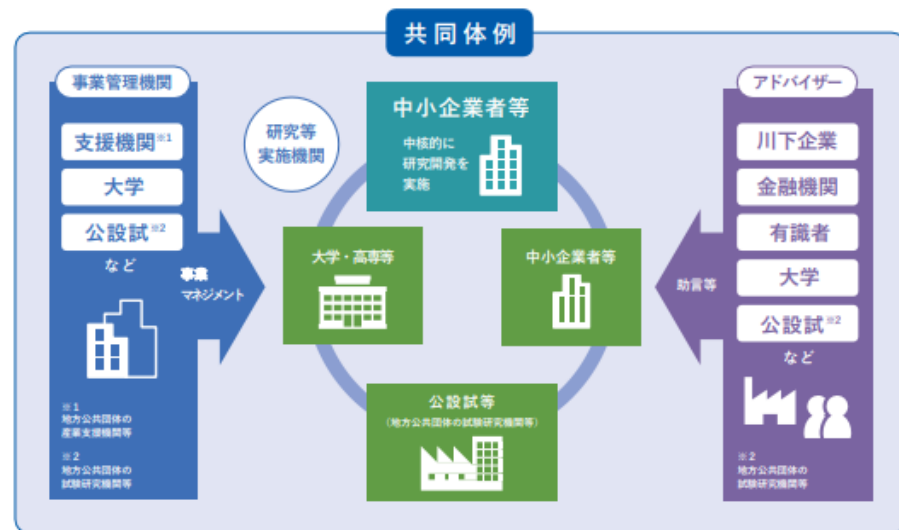 共同体例
事業管理機関
支援機関※1
大学
公設試※2
など
事業
マネジメント
※1
地方公共団体の
産業支援機関等
※2
地方公共団体の
試験研究機関等
研究等
実施機関
中小企業者等
中核的に
研究開発を
実施
大学・高専等
中小企業者等
公設試等
（地方公共団体の試験研究機関等）
アドバイザー
川下企業
金融機関
有識者
大学
公設試※2
など
助言等
※2
地方公共団体の
試験研究機関等